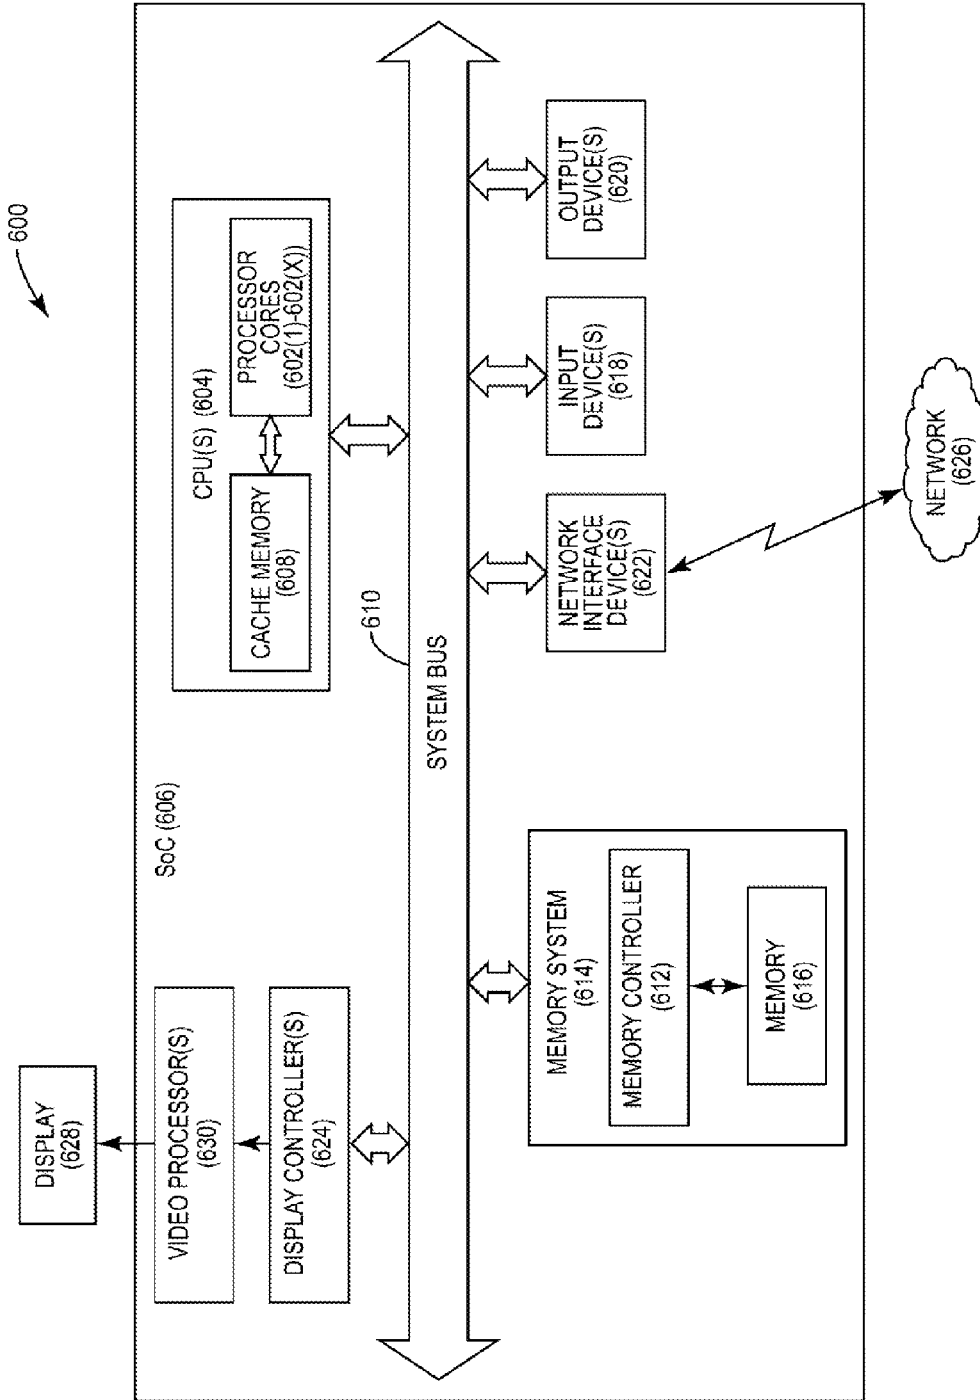 600
DISPLAY
(628)
SoC (606)
VIDEO PROCESSOR(S)
(630)
DISPLAY CONTROLLER(S)
(624)
CPU(S) (604)
CACHE MEMORY
(608)
PROCESSOR
CORES
(602(1)-602(X))
610
SYSTEM BUS
MEMORY SYSTEM
(614)
MEMORY CONTROLLER
(612)
MEMORY
(616)
NETWORK
INTERFACE
DEVICE(S)
(622)
INPUT
DEVICE(S)
(618)
OUTPUT
DEVICE(S)
(620)
NETWORK
(626)